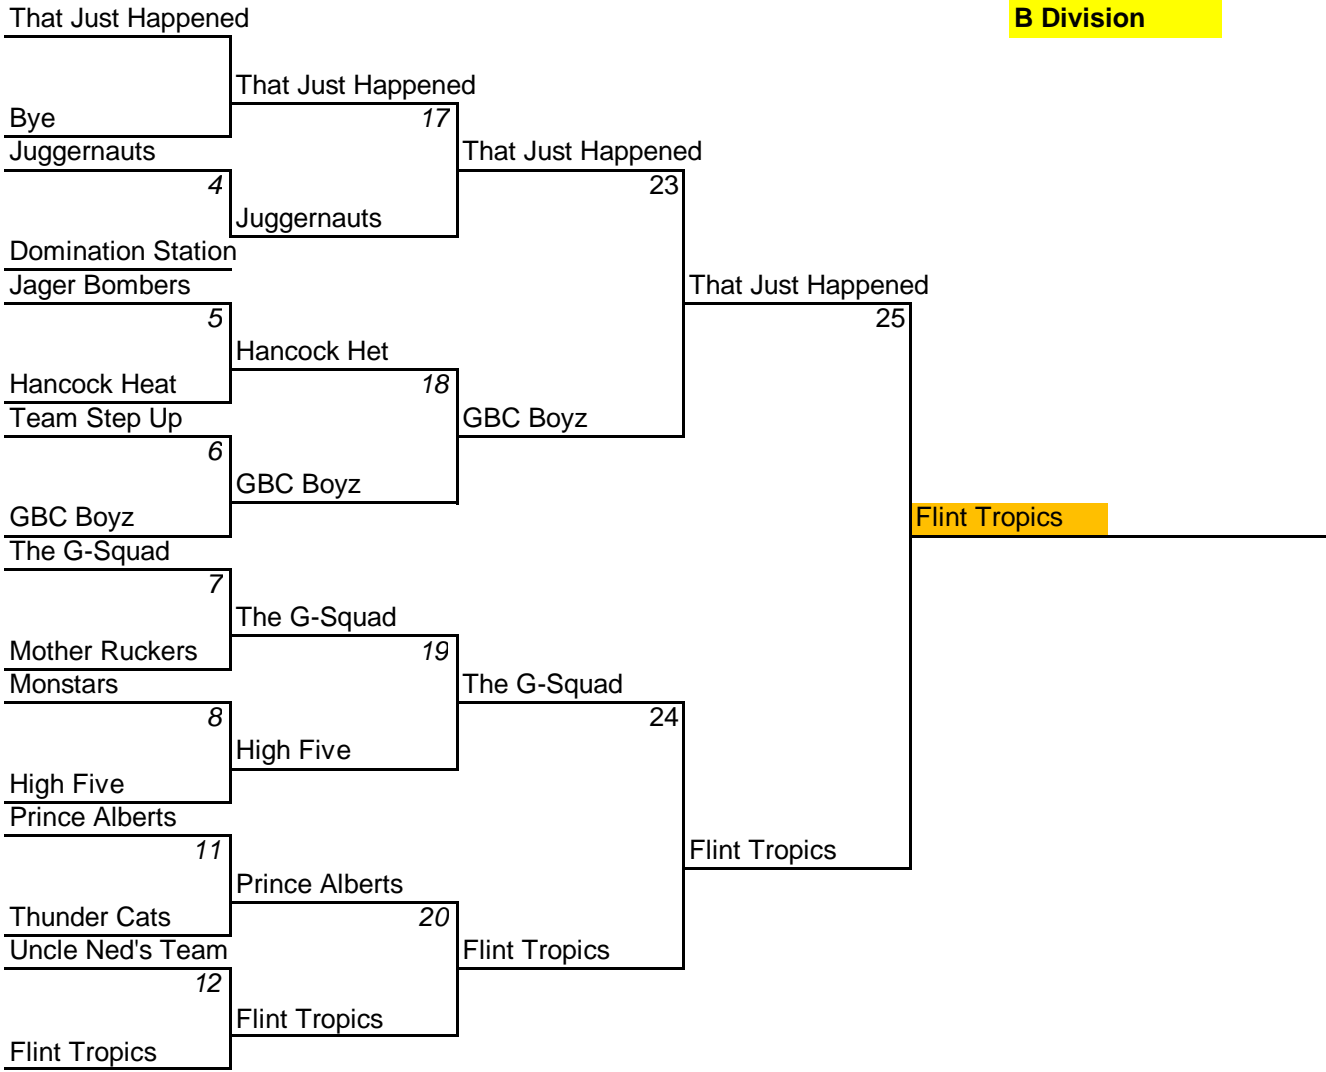 That Just Happened
B Division
That Just Happened
Bye
17
Juggernauts
That Just Happened
4
23
Juggernauts
Domination Station
Jager Bombers
That Just Happened
5
25
Hancock Het
Hancock Heat
18
Team Step Up
GBC Boyz
6
GBC Boyz
GBC Boyz
Flint Tropics
The G-Squad
7
The G-Squad
Mother Ruckers
19
Monstars
The G-Squad
8
24
High Five
High Five
Prince Alberts
11
Flint Tropics
Prince Alberts
Thunder Cats
20
Uncle Ned's Team
Flint Tropics
12
Flint Tropics
Flint Tropics